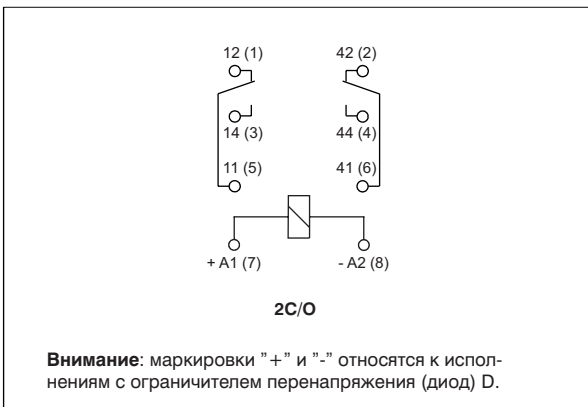 12 (1) 42 (2)
14 (3) 44 (4)
11 (5) 41 (6)
+ A1 (7) - A2 (8)
2C/O
Внимание: маркировки "+" и "-" относятся к испол-
нениям с ограничителем перенапряжения (диод) D.